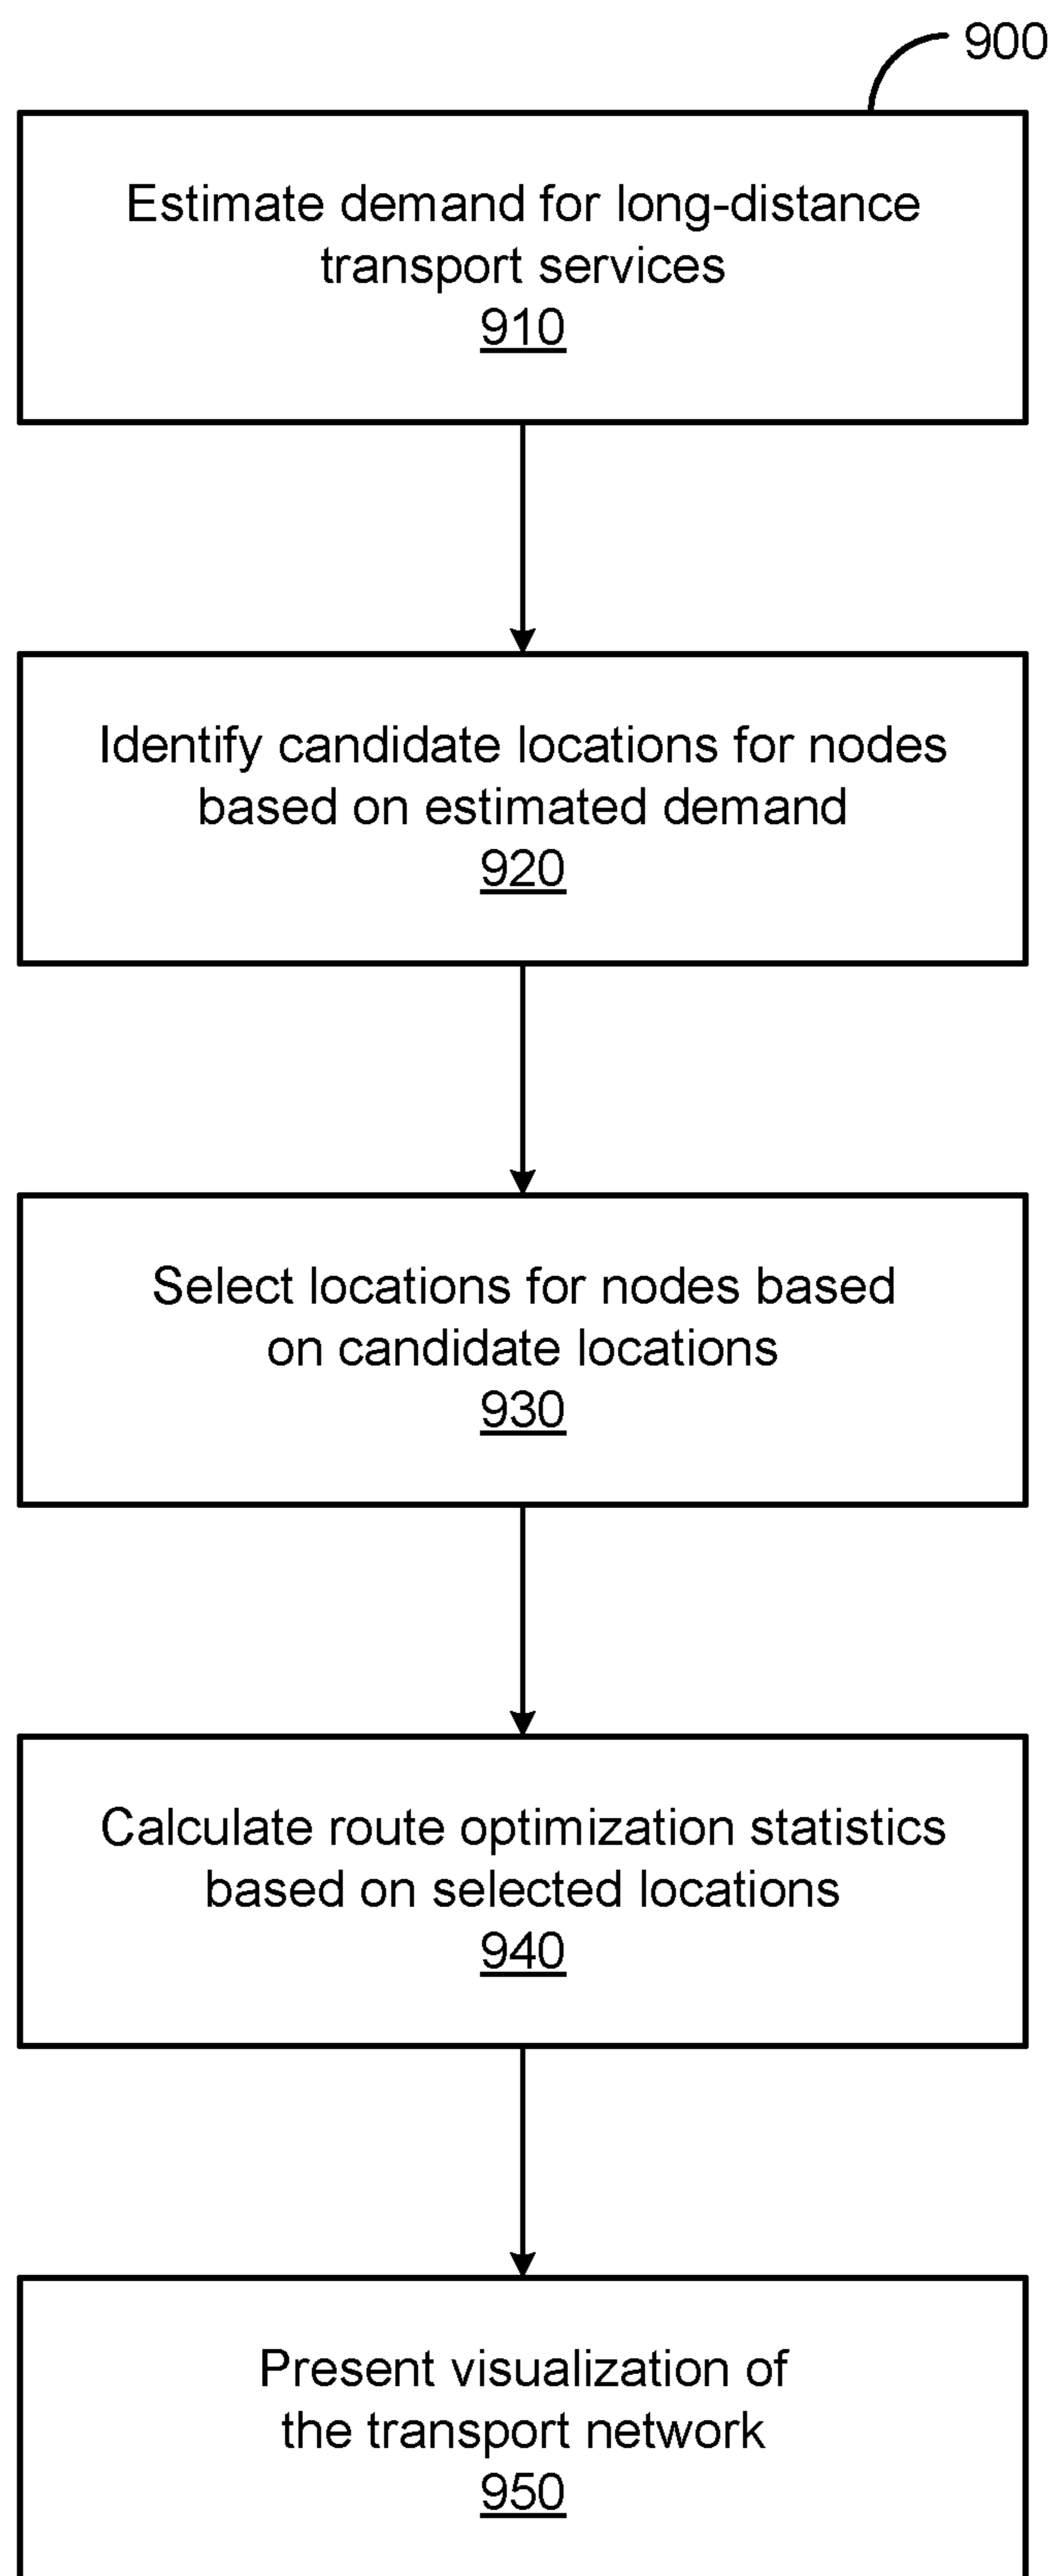 900
Estimate demand for long-distance
transport services
910
Identify candidate locations for nodes
based on estimated demand
920
Select locations for nodes based
on candidate locations
930
Calculate route optimization statistics
based on selected locations
940
Present visualization of
the transport network
950